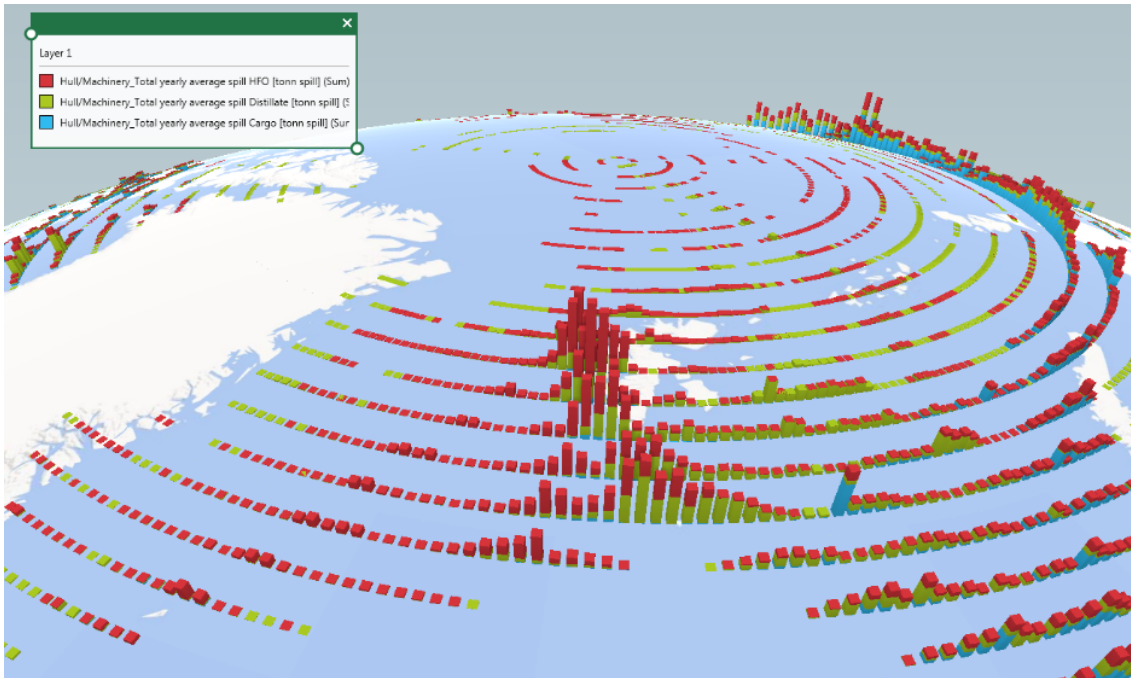 Layer 1
Hull/Machinery_Total yearly average spill HFO [tonn spill] (Sum)
Hull/Machinery_Total yearly average spill Distillate [tonn spill] (S
Hull/Machinery_Total yearly average spill Cargo [tonn spill] (Sur